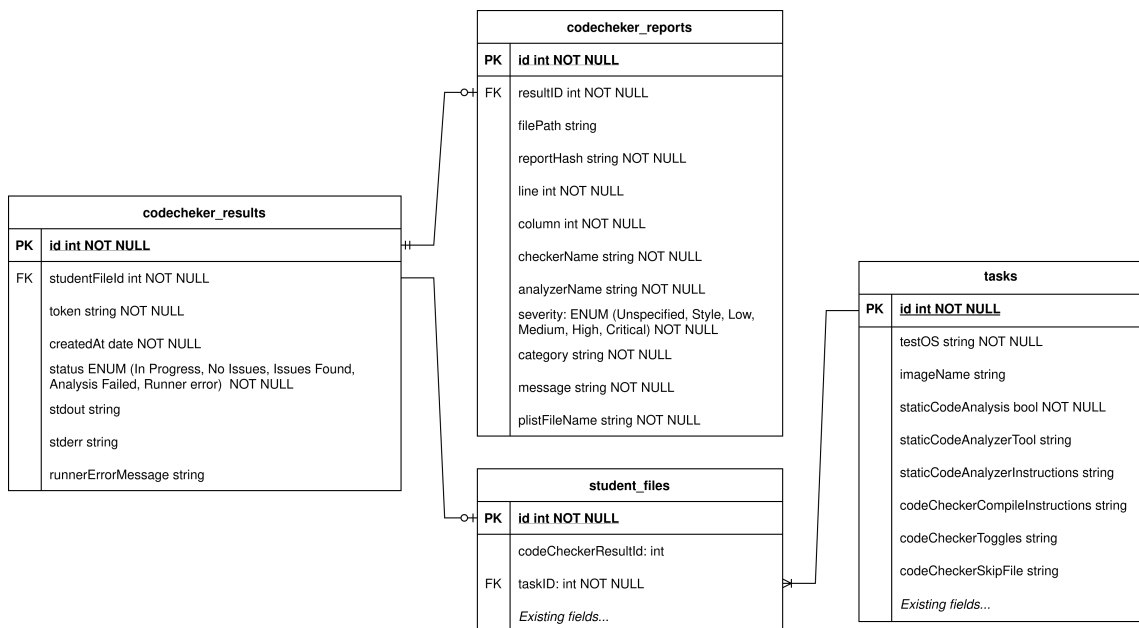 codecheker_reports
PK id int NOT NULL
FK resultID int NOT NULL
filePath string
reportHash string NOT NULL
line int NOT NULL
column int NOT NULL
checkerName string NOT NULL
analyzerName string NOT NULL
severity: ENUM (Unspecified, Style, Low,
Medium, High, Critical) NOT NULL
category string NOT NULL
message string NOT NULL
plistFileName string NOT NULL
codecheker_results
PK id int NOT NULL
FK studentFileId int NOT NULL
token string NOT NULL
createdAt date NOT NULL
status ENUM (In Progress, No Issues, Issues Found,
Analysis Failed, Runner error) NOT NULL
stdout string
stderr string
runnerErrorMessage string
student_files
PK id int NOT NULL
codeCheckerResultId: int
FK taskID: int NOT NULL
Existing fields...
tasks
PK id int NOT NULL
testOS string NOT NULL
imageName string
staticCodeAnalysis bool NOT NULL
staticCodeAnalyzerTool string
staticCodeAnalyzerInstructions string
codeCheckerCompileInstructions string
codeCheckerToggles string
codeCheckerSkipFile string
Existing fields...